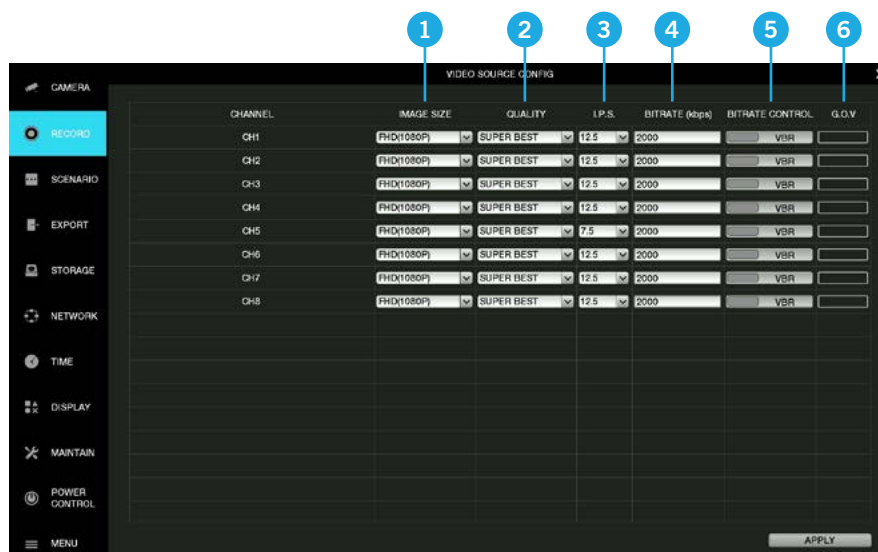 1 2 3 4 5 6
VIDEO SOURCE CONFIG
CAMERA
RECORD
SCENARIO
EXPORT
STORAGE
NETWORK
TIME
DISPLAY
MAINTAIN
POWER
CONTROL
MENU
CHANNEL IMAGE SIZE QUALITY I.P.S. BITRATE (kbps) BITRATE CONTROL G.O.V
CH1 FHD(1080P) SUPER BEST 12.5 2000 VBR
CH2 FHD(1080P) SUPER BEST 12.5 2000 VBR
CH3 FHD(1080P) SUPER BEST 12.5 2000 VBR
CH4 FHD(1080P) SUPER BEST 12.5 2000 VBR
CH5 FHD(1080P) SUPER BEST 7.5 2000 VBR
CH6 FHD(1080P) SUPER BEST 12.5 2000 VBR
CH7 FHD(1080P) SUPER BEST 12.5 2000 VBR
CH8 FHD(1080P) SUPER BEST 12.5 2000 VBR
APPLY